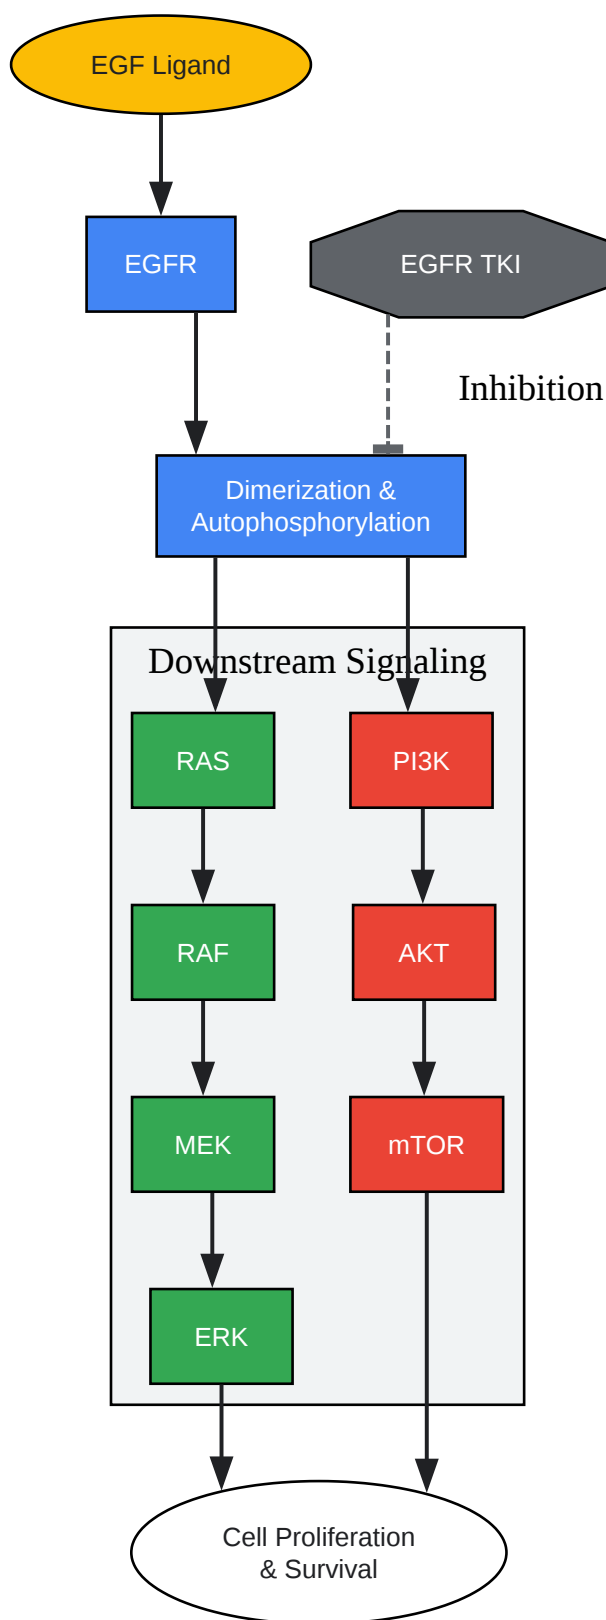 EGF Ligand
EGFR
EGFR TKI
Inhibition
Dimerization &
Autophosphorylation
Downstream Signaling
RAS
PI3K
RAF
AKT
MEK
mTOR
ERK
Cell Proliferation
& Survival